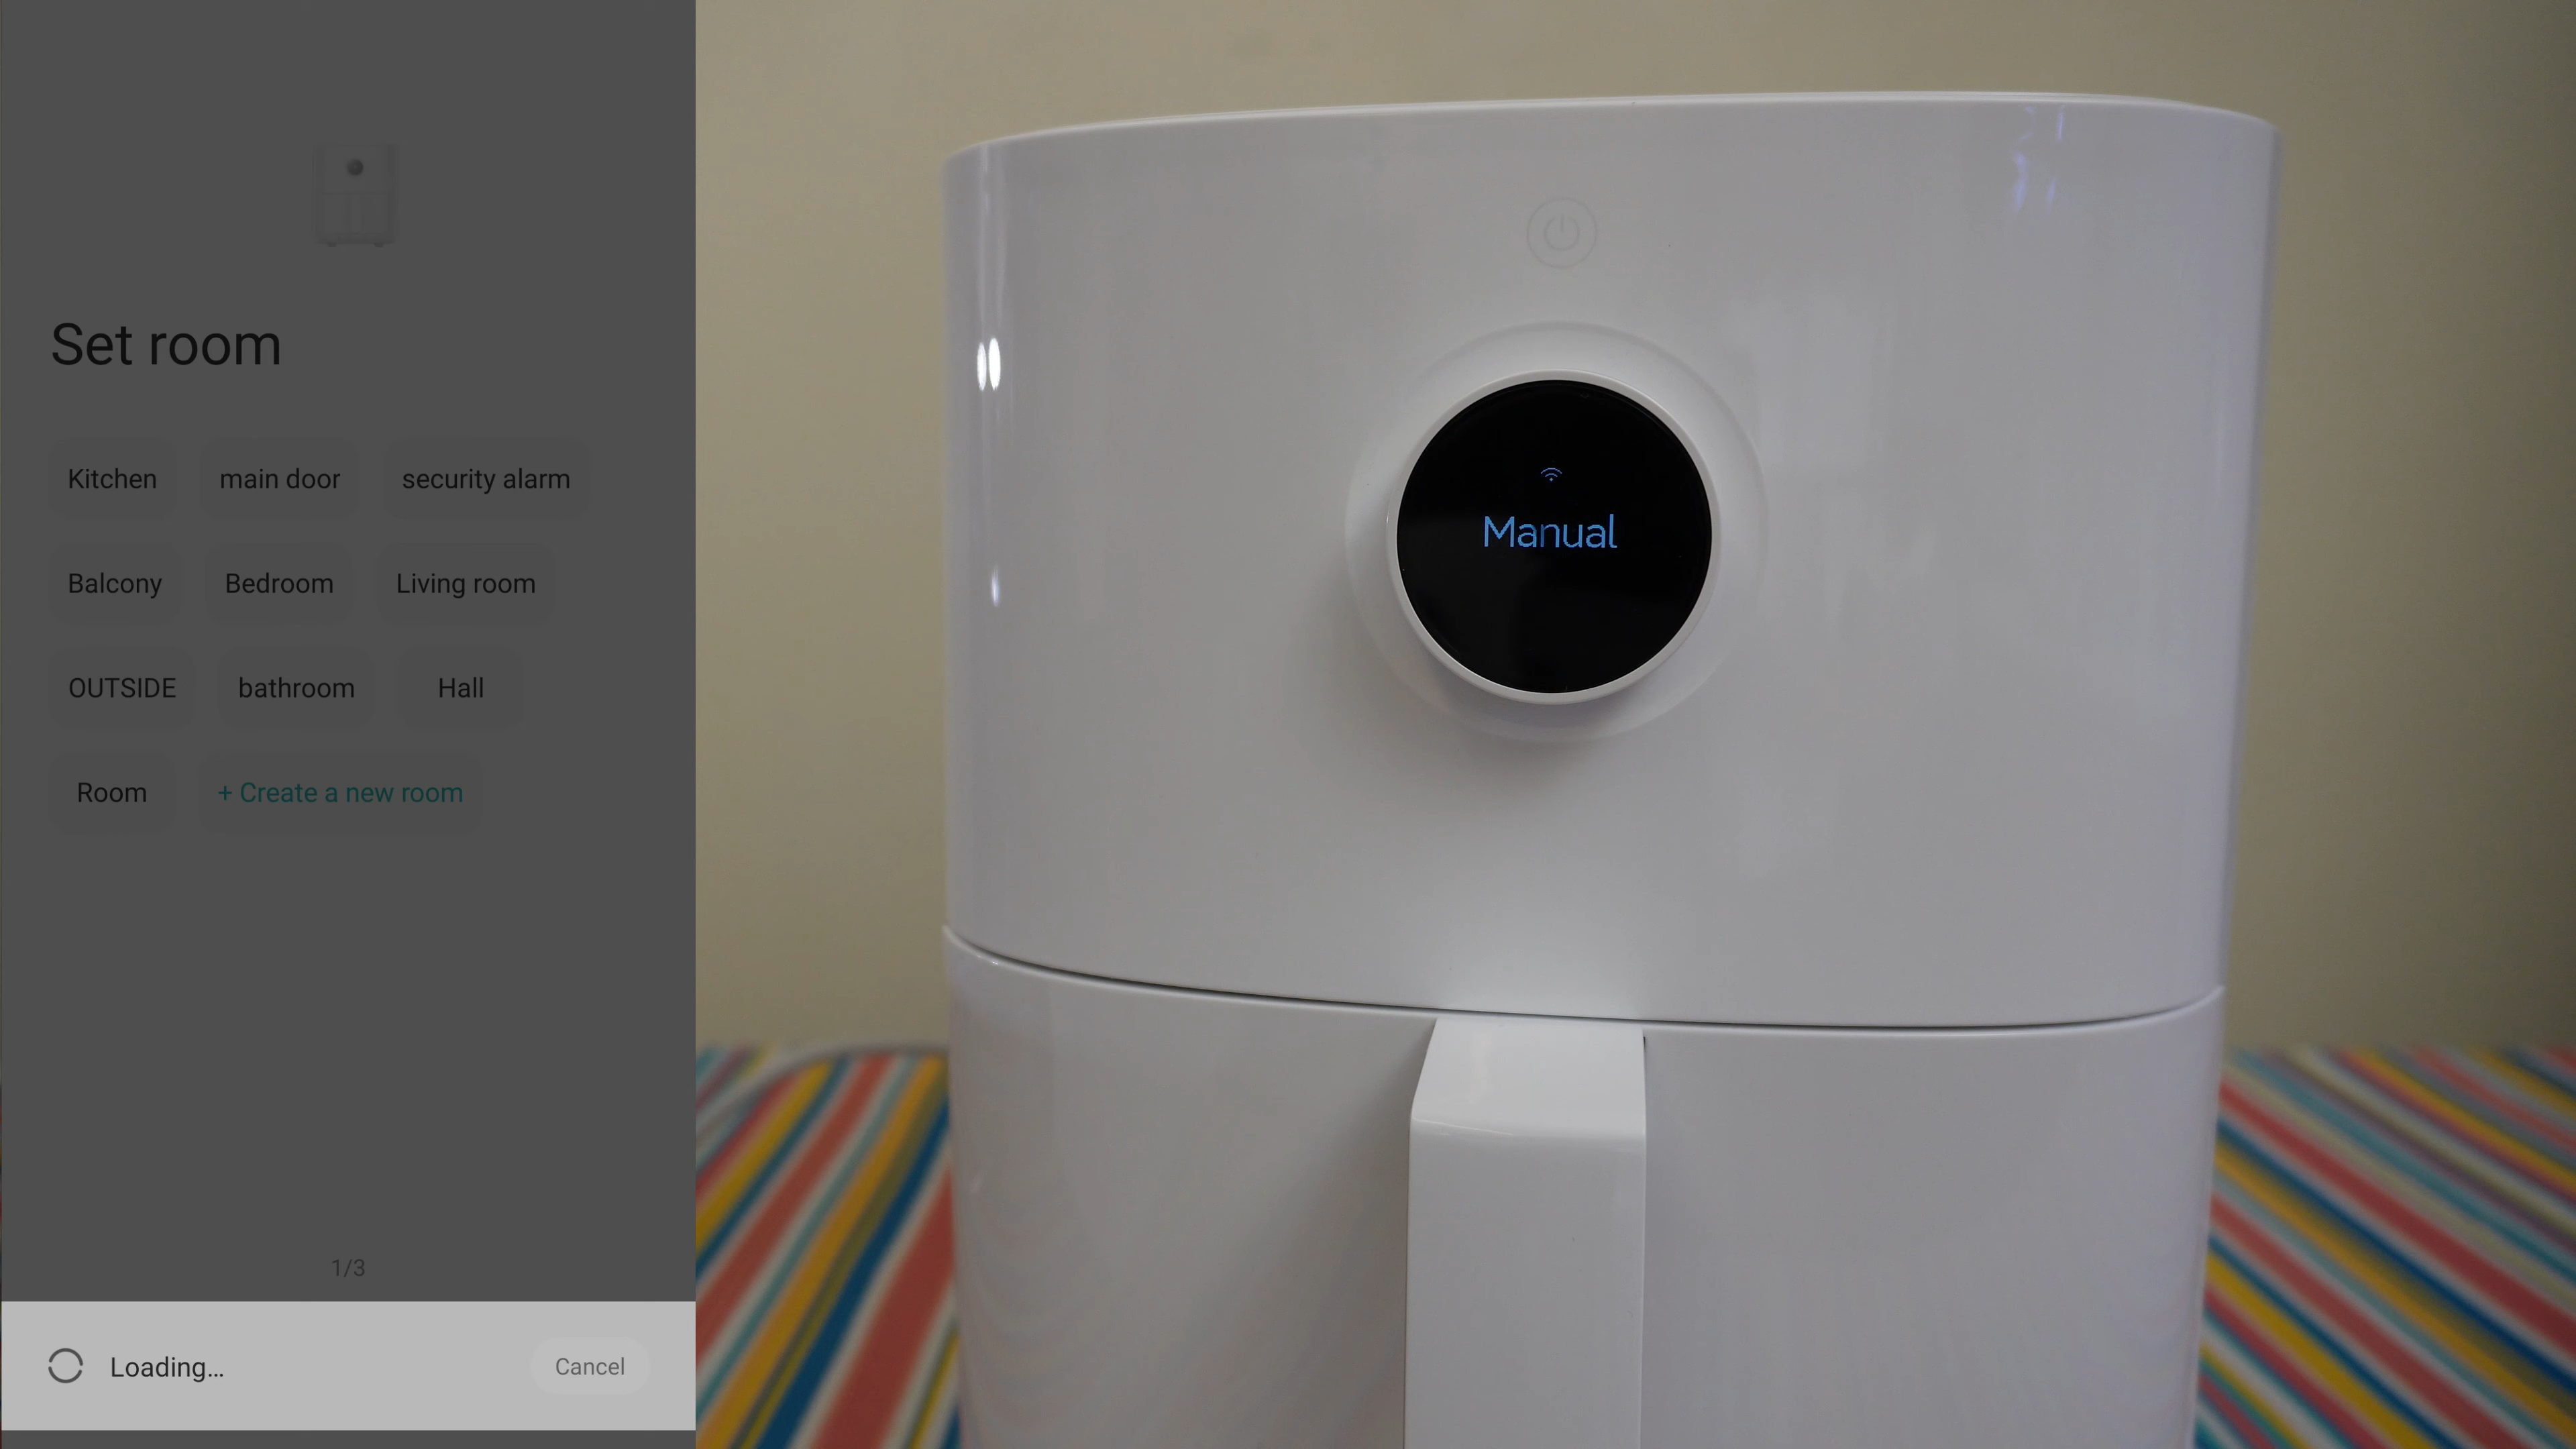 Set room
Kitchen
main door
security alarm
Balcony
Bedroom
Living room
OUTSIDE
bathroom
Hall
Room
+ Create a new room
1/3
Loading...
Cancel
Manual